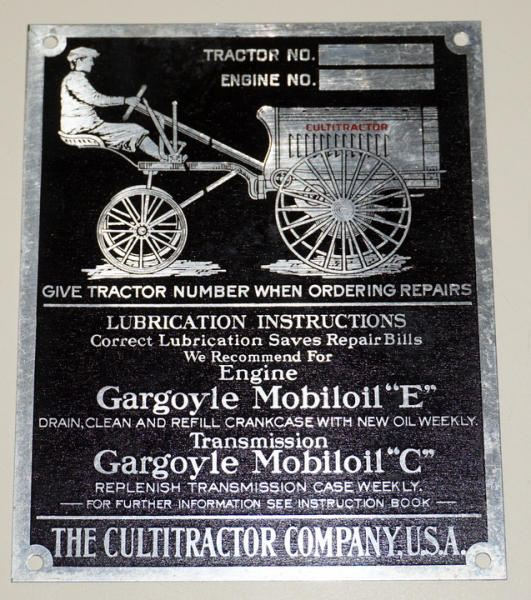 TRACTOR NO.
ENGINE NO.
CULTITRACTOR
GIVE TRACTOR NUMBER WHEN ORDERING REPAIRS
LUBRICATION INSTRUCTIONS
Correct Lubrication Saves Repair Bills
We Recommend For
Engine
Gargoyle Mobiloil "E"
DRAIN, CLEAN AND REFILL CRANKCASE WITH NEW OIL WEEKLY.
Transmission
Gargoyle Mobiloil "C"
REPLENISH TRANSMISSION CASE WEEKLY.
— FOR FURTHER INFORMATION SEE INSTRUCTION BOOK —
THE CULTITRACTOR COMPANY, U.S.A.